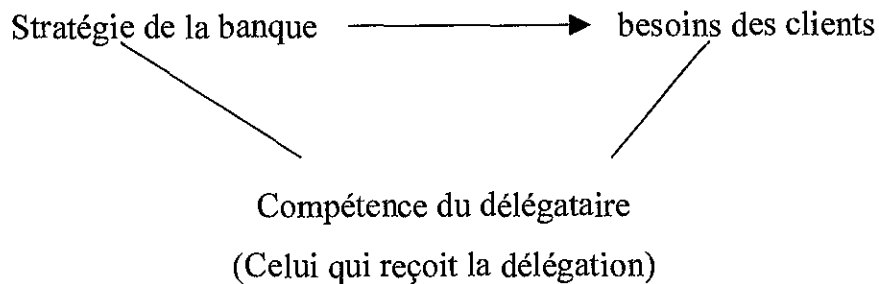 Stratégie de la banque besoins des clients
Compétence du délégataire
(Celui qui reçoit la délégation)